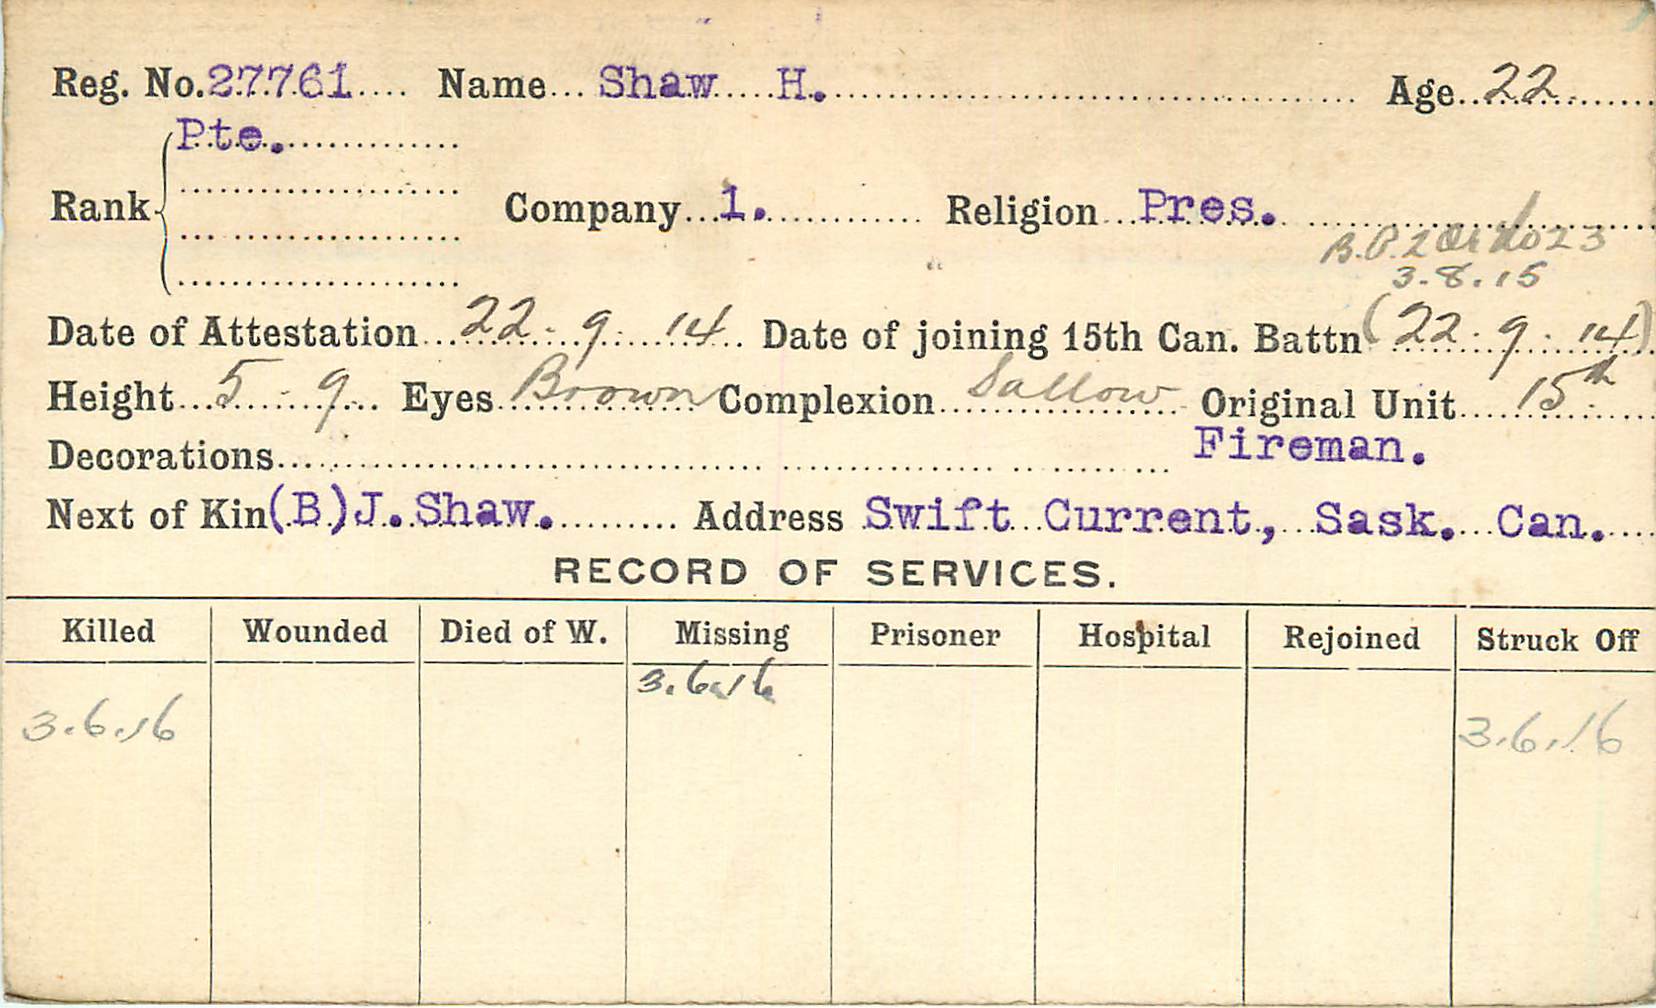 Reg. No. 27761 Name Shaw H. Age 22
Pte.
Rank Company 1. Religion Pres.
B.P.2 023
3.8.15
Date of Attestation 22 . 9 . 14 Date of joining 15th Can. Battn (22 . 9 . 14)
Height 5 - 9 Eyes Brown Complexion Sallow Original Unit 15th
Decorations Fireman.
Next of Kin (B) J. Shaw. Address Swift Current, Sask. Can.
RECORD OF SERVICES.
Killed Wounded Died of W. Missing Prisoner Hospital Rejoined Struck Off
3.6.16
3.6.16 3.6.16